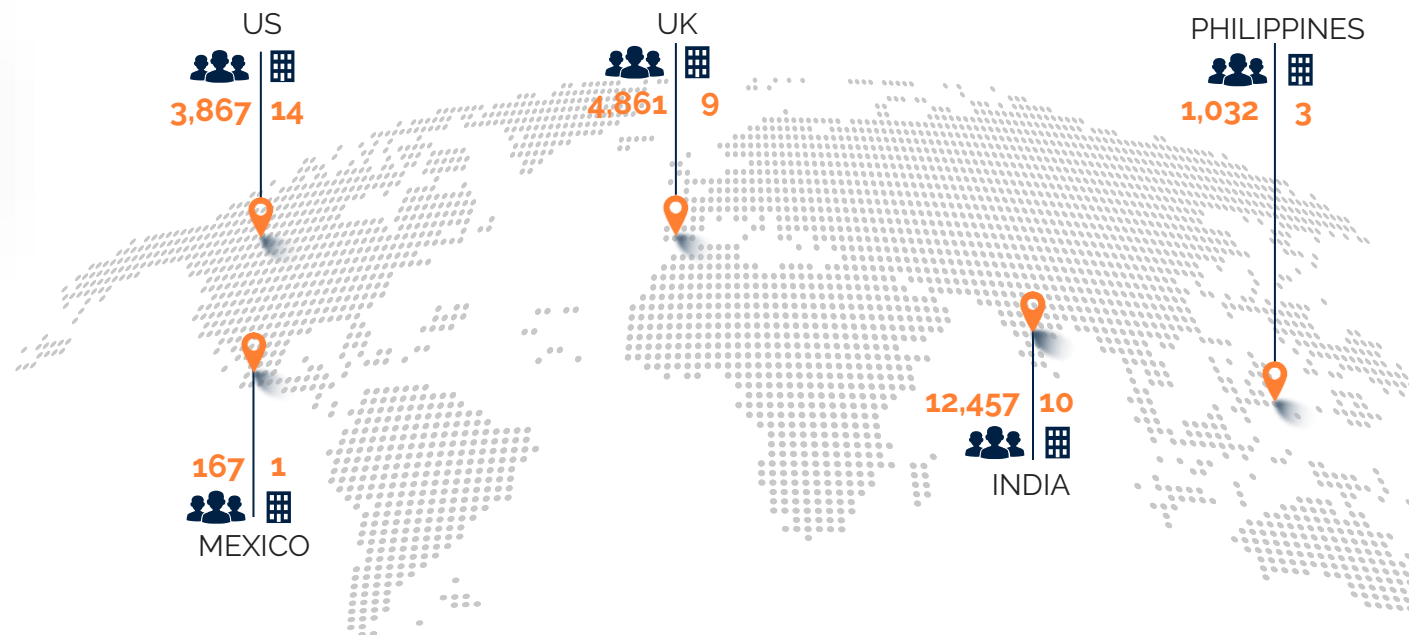 US
3,867 14
UK
4,861 9
PHILIPPINES
1,032 3
12,457 10
INDIA
167 1
MEXICO